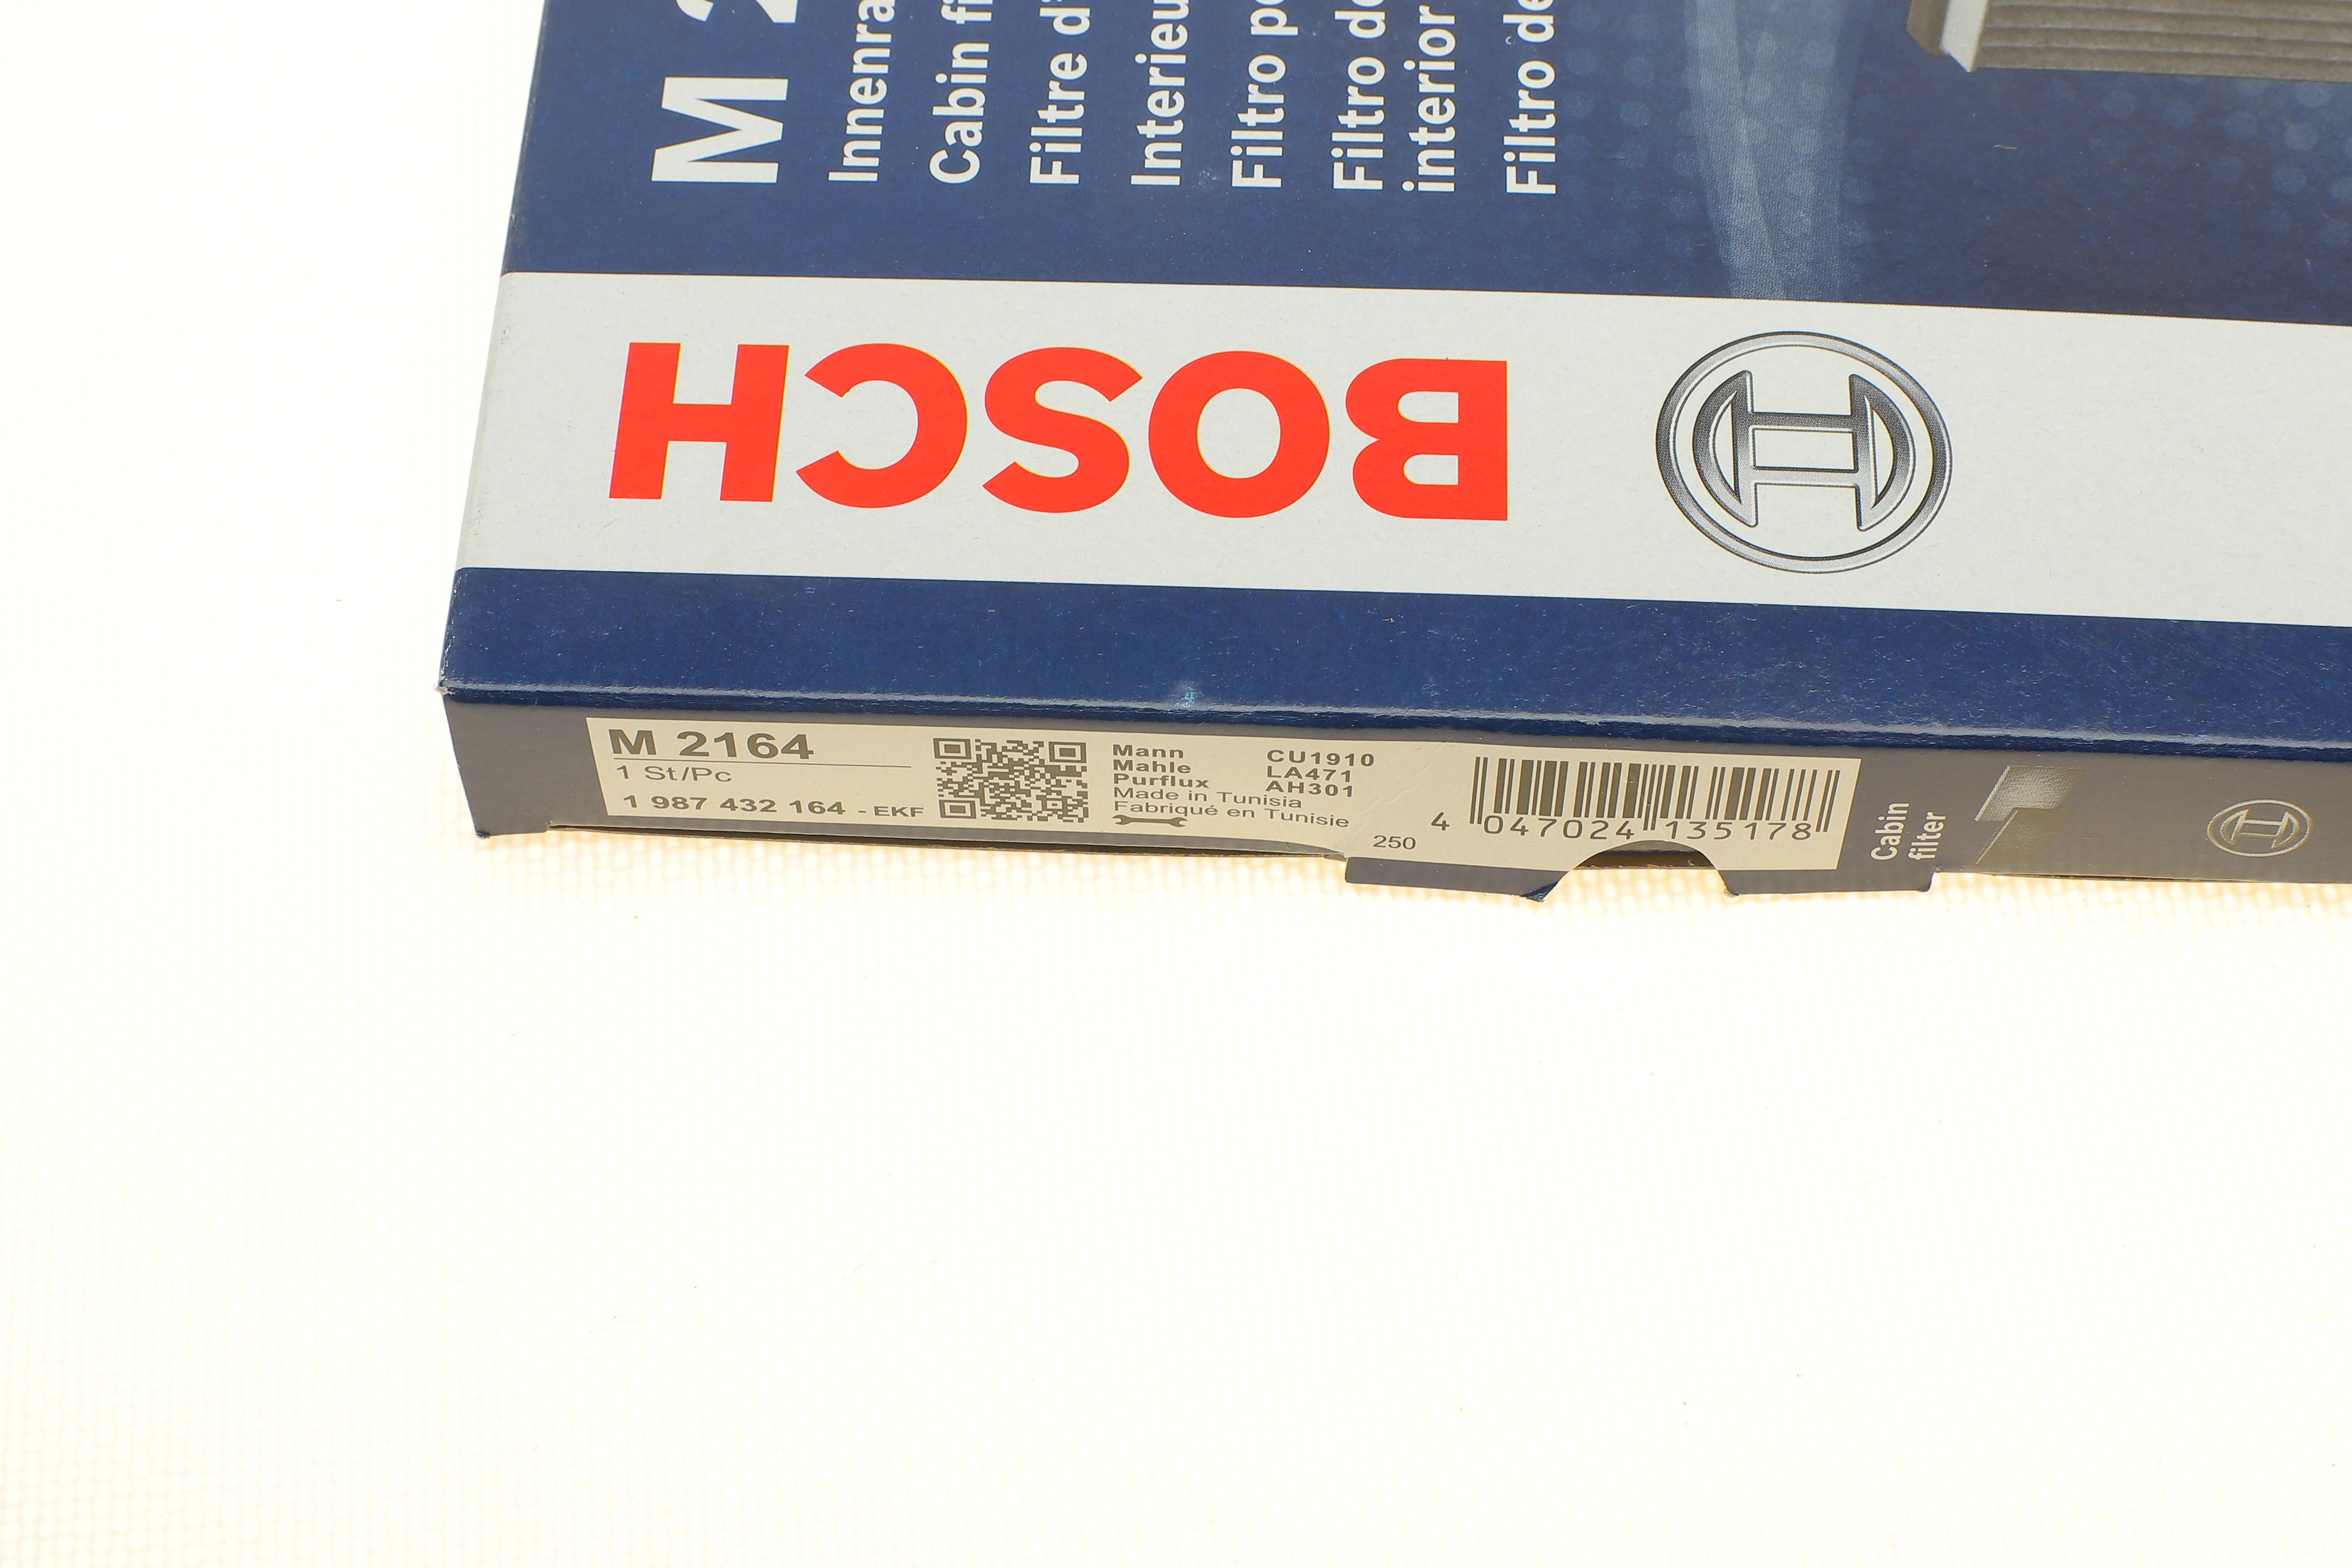 M 2
Innenra
Cabin fi
Filtre d'
Interieu
Filtro po
Filtro de
interior
Filtro de
BOSCH
M 2164
1 St/Pc
1 987 432 164 - EKF
Mann CU1910
Mahle LA471
Purflux AH301
Made in Tunisia
Fabriqué en Tunisie
250
4 047024 135178
Cabin
filter